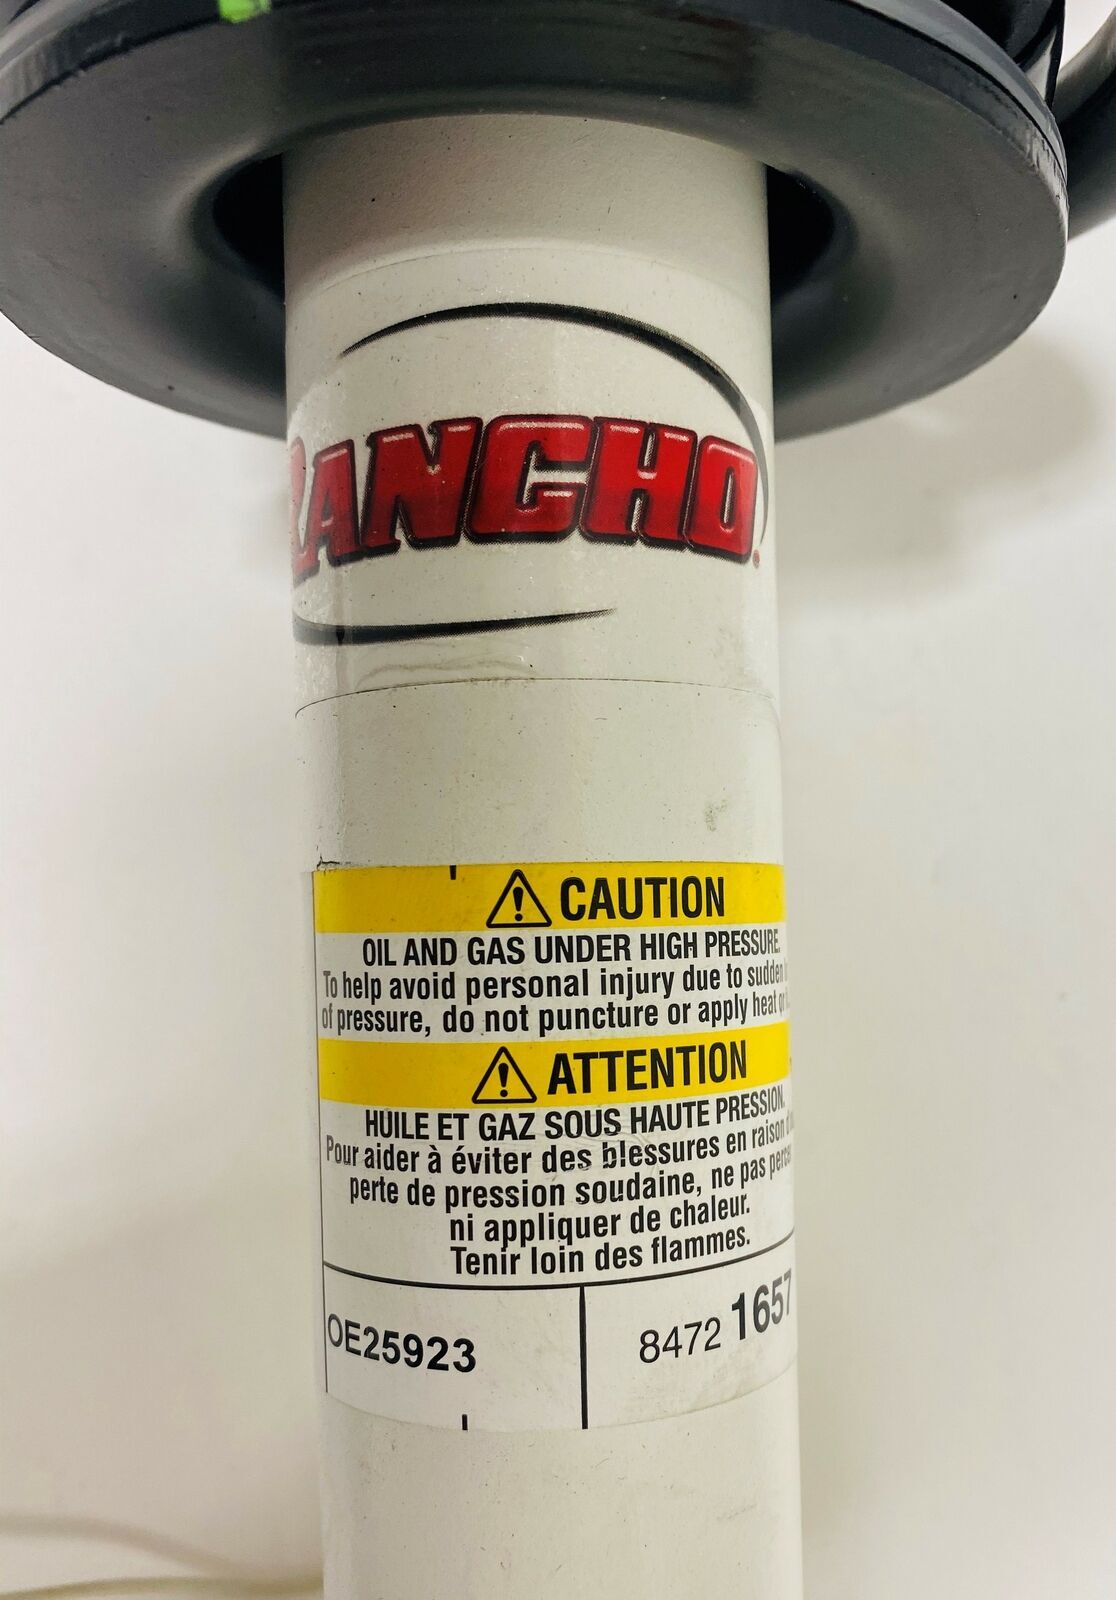 RANCHO
CAUTION
OIL AND GAS UNDER HIGH PRESSURE.
To help avoid personal injury due to sudden
of pressure, do not puncture or apply heat
ATTENTION
HUILE ET GAZ SOUS HAUTE PRESSION.
Pour aider à éviter des blessures en raison
perte de pression soudaine, ne pas
ni appliquer de chaleur.
Tenir loin des flammes.
OE25923
8472 1657